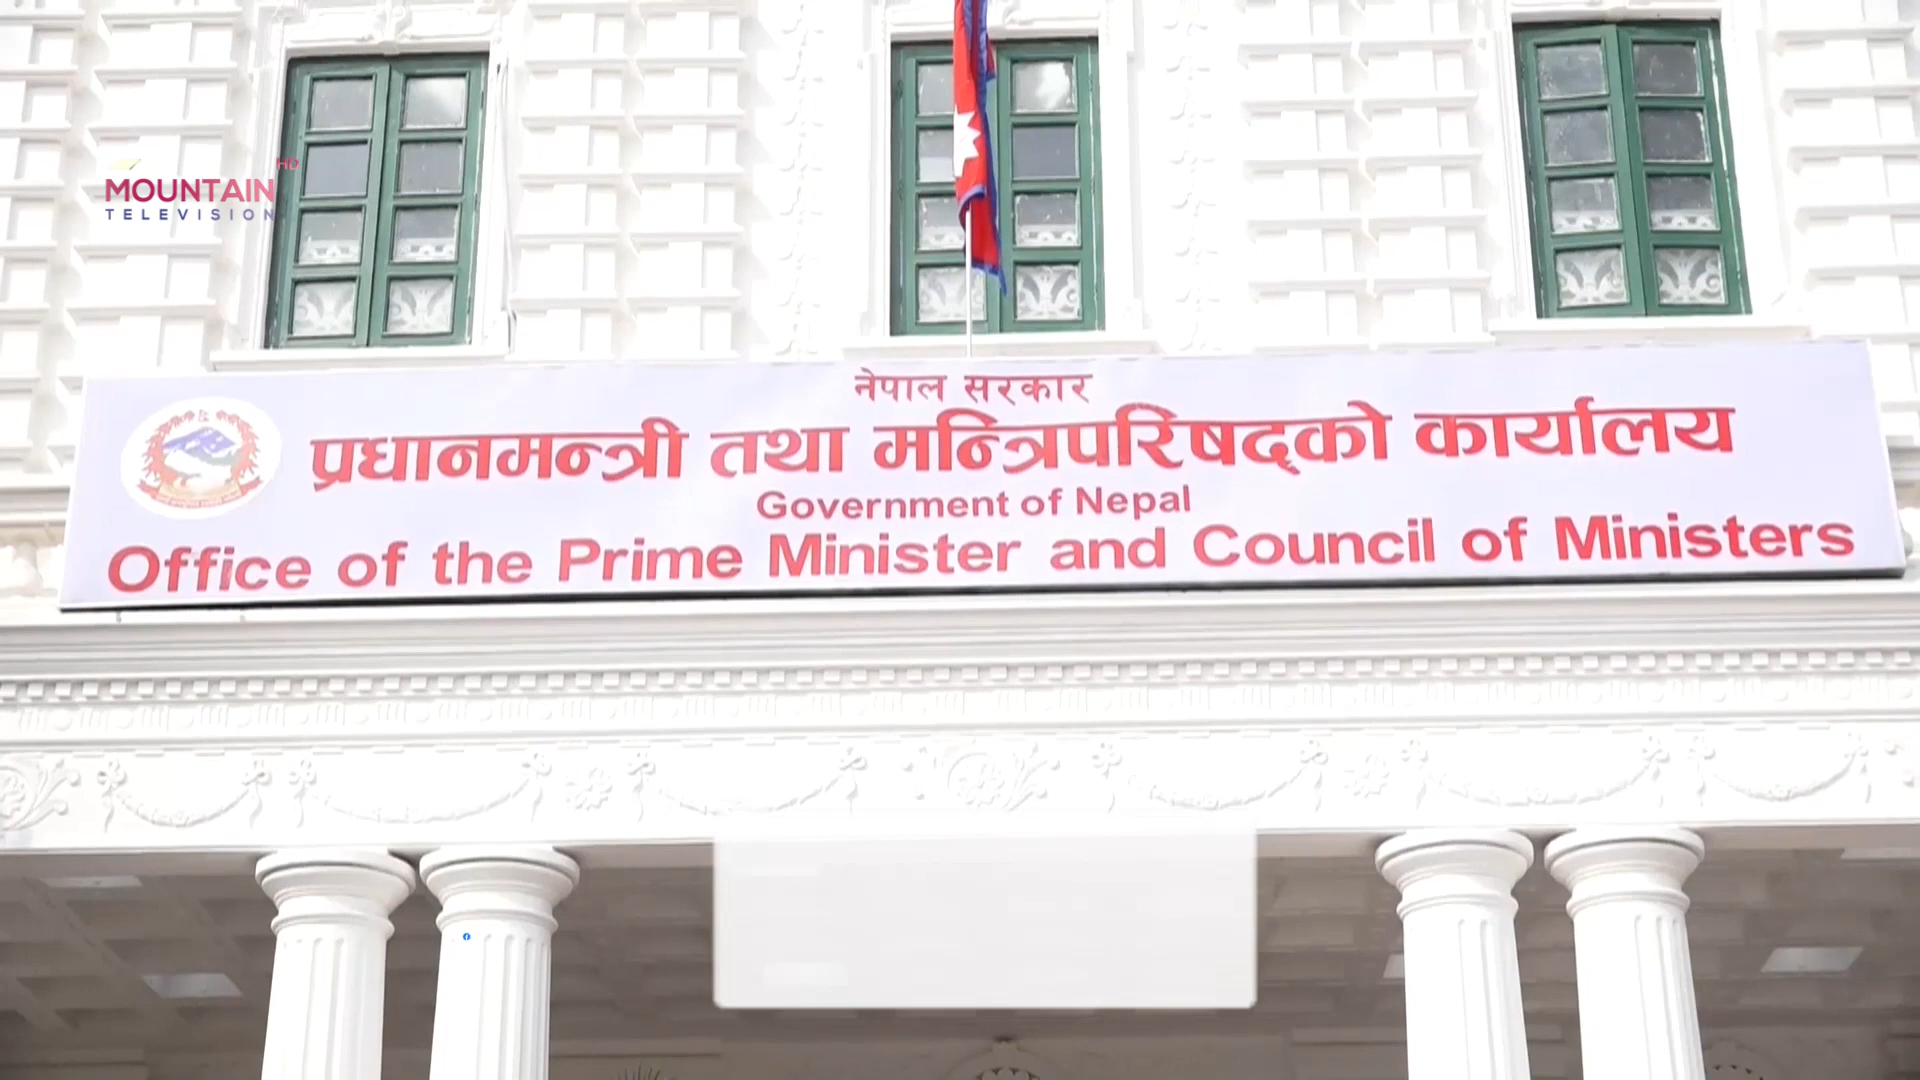 HD
MOUNTAIN
TELEVISION
नेपाल सरकार
प्रधानमन्त्री तथा मन्त्रिपरिषद्को कार्यालय
Government of Nepal
Office of the Prime Minister and Council of Ministers